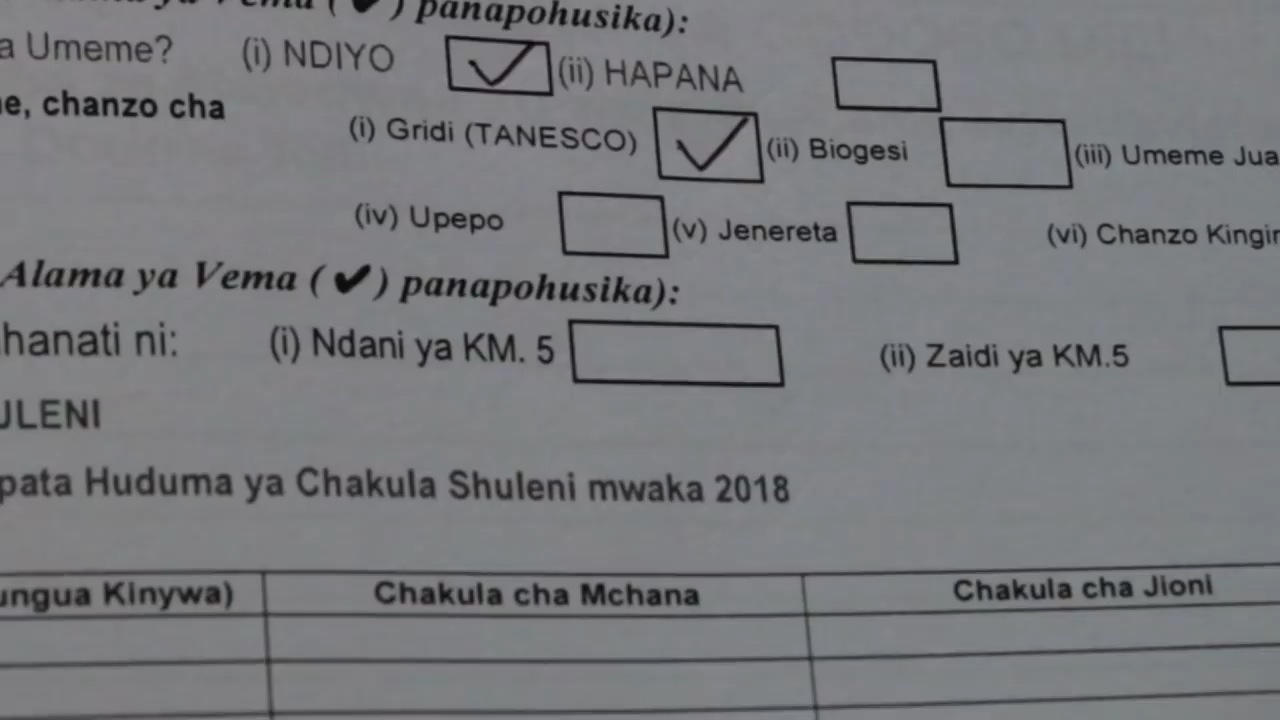 ya Vema (✔) panapohusika):
a Umeme? (i) NDIYO ✓ (ii) HAPANA
e, chanzo cha
(i) Gridi (TANESCO) ✓ (ii) Biogesi (iii) Umeme Jua
(iv) Upepo (v) Jenereta (vi) Chanzo Kingin
Alama ya Vema (✔) panapohusika):
hanati ni: (i) Ndani ya KM. 5 (ii) Zaidi ya KM.5
ULENI
pata Huduma ya Chakula Shuleni mwaka 2018
ungua Kinywa) Chakula cha Mchana Chakula cha Jioni